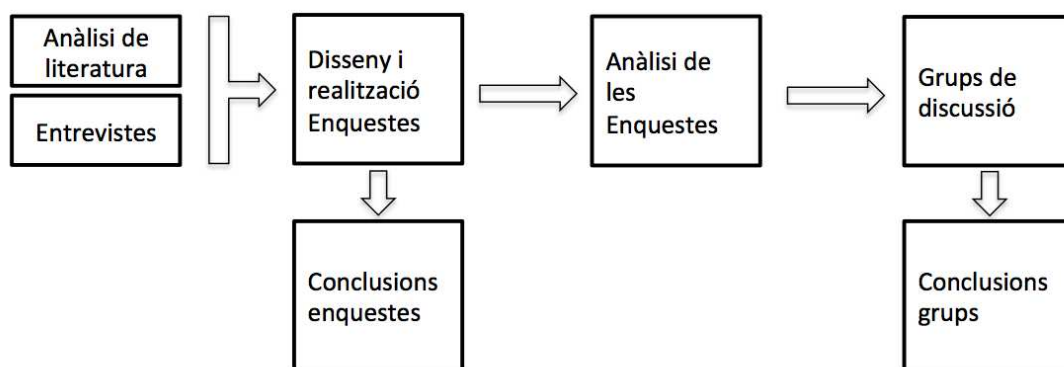 Anàlisi de
literatura
Entrevistes
Disseny i
realització
Enquestes
Anàlisi de
les
Enquestes
Grups de
discussió
Conclusions
enquestes
Conclusions
grups